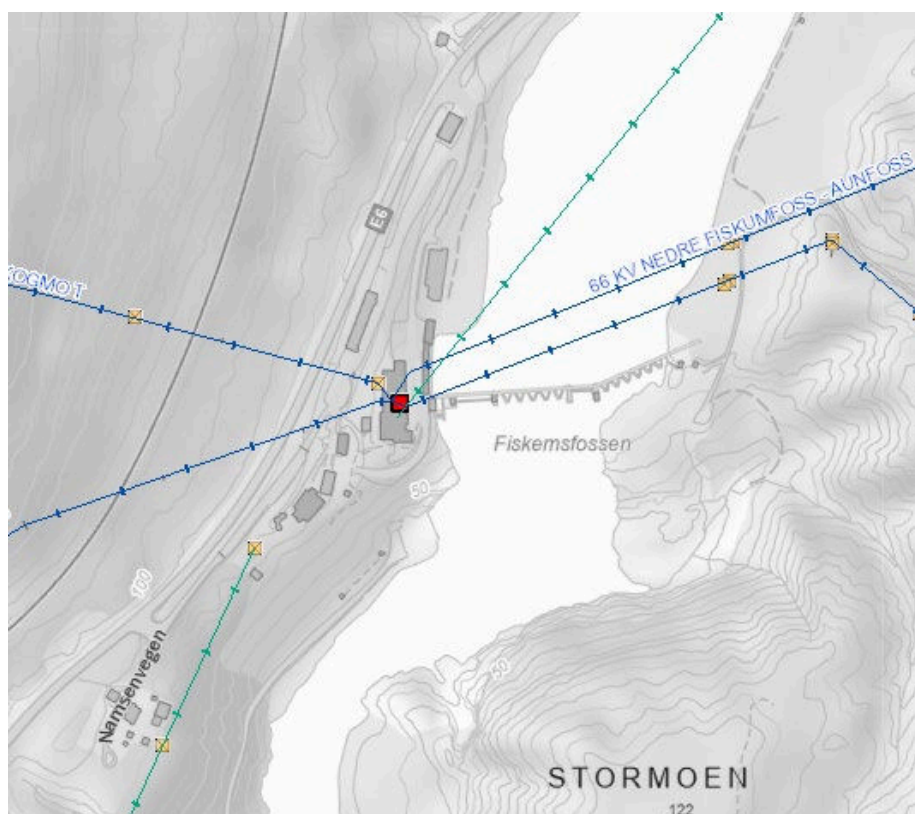 E6
66 KV NEDRE FISKUMFOSS - AUNFOSS
KOGMO T
Fiskemsfossen
50
100
Namsenvegen
50
STORMOEN
122